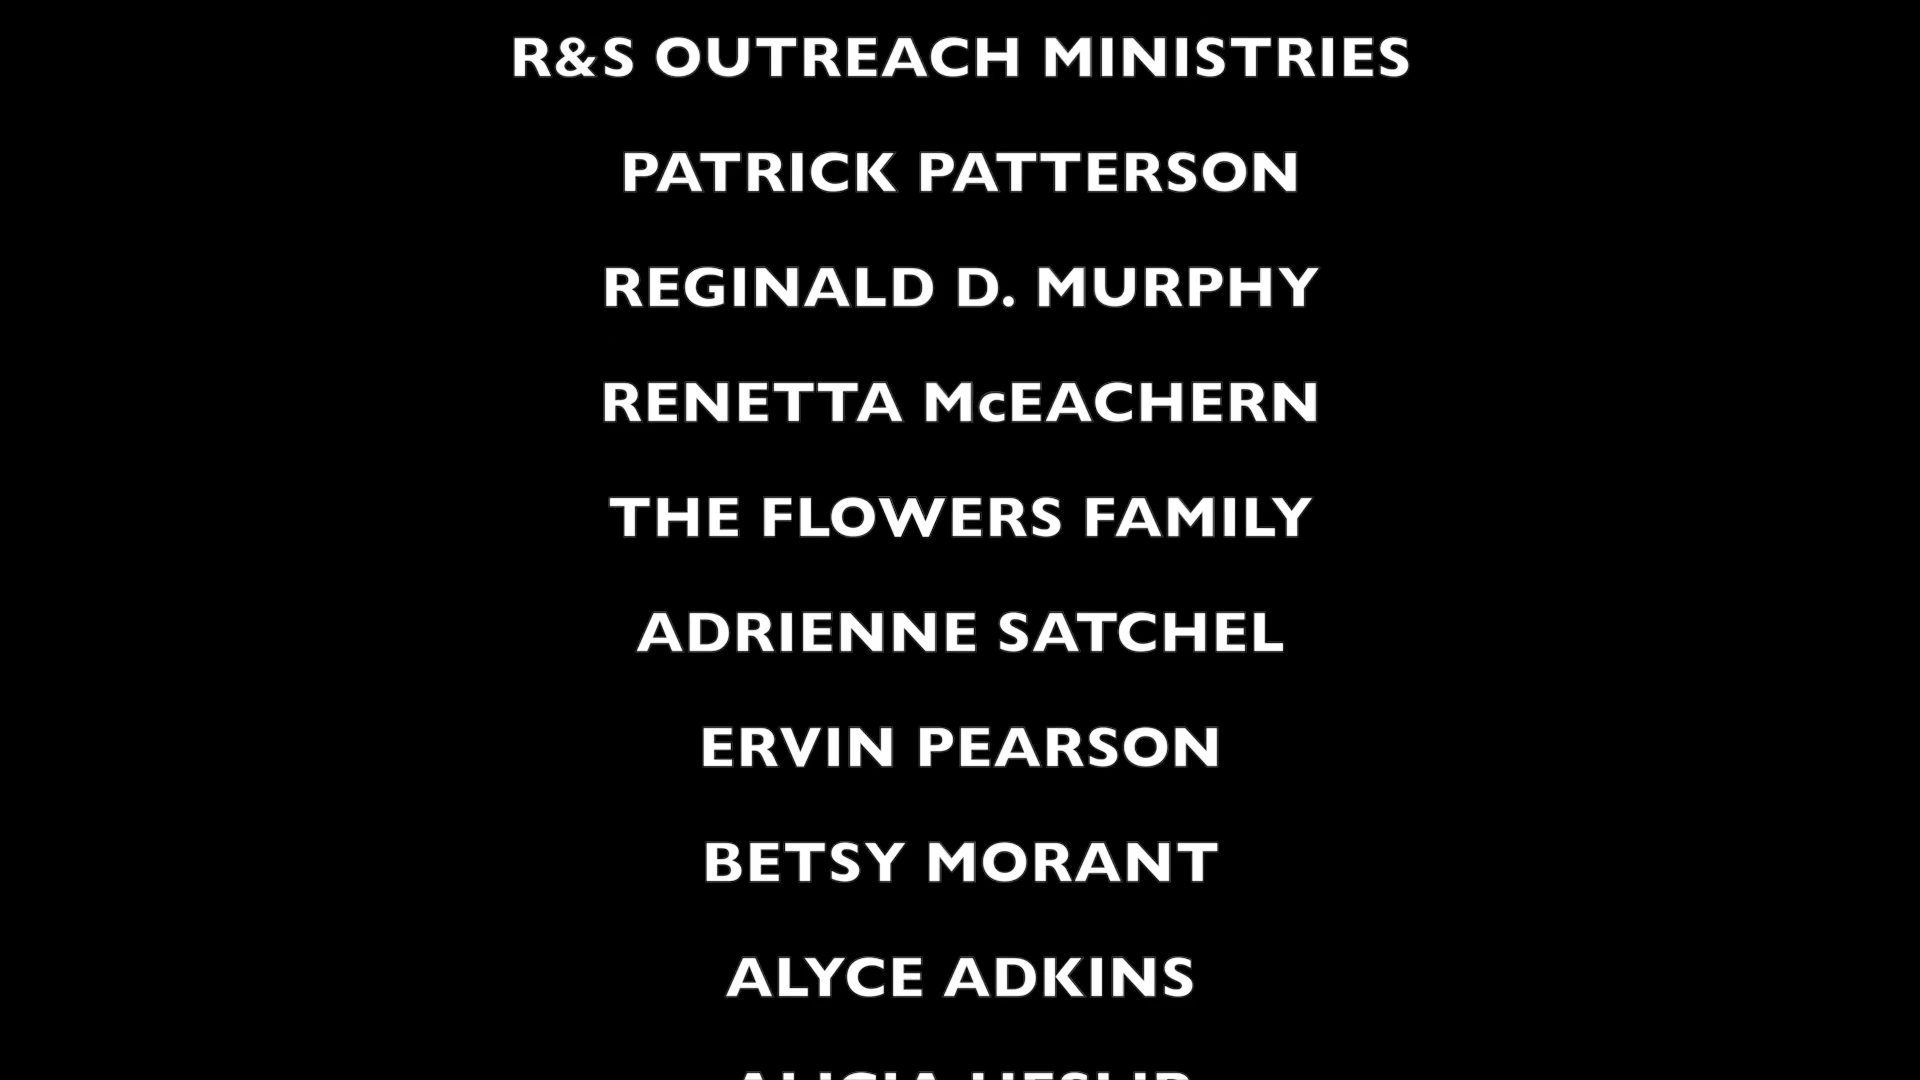 R&S OUTREACH MINISTRIES
PATRICK PATTERSON
REGINALD D. MURPHY
RENETTA McEACHERN
THE FLOWERS FAMILY
ADRIENNE SATCHEL
ERVIN PEARSON
BETSY MORANT
ALYCE ADKINS
ALICIA